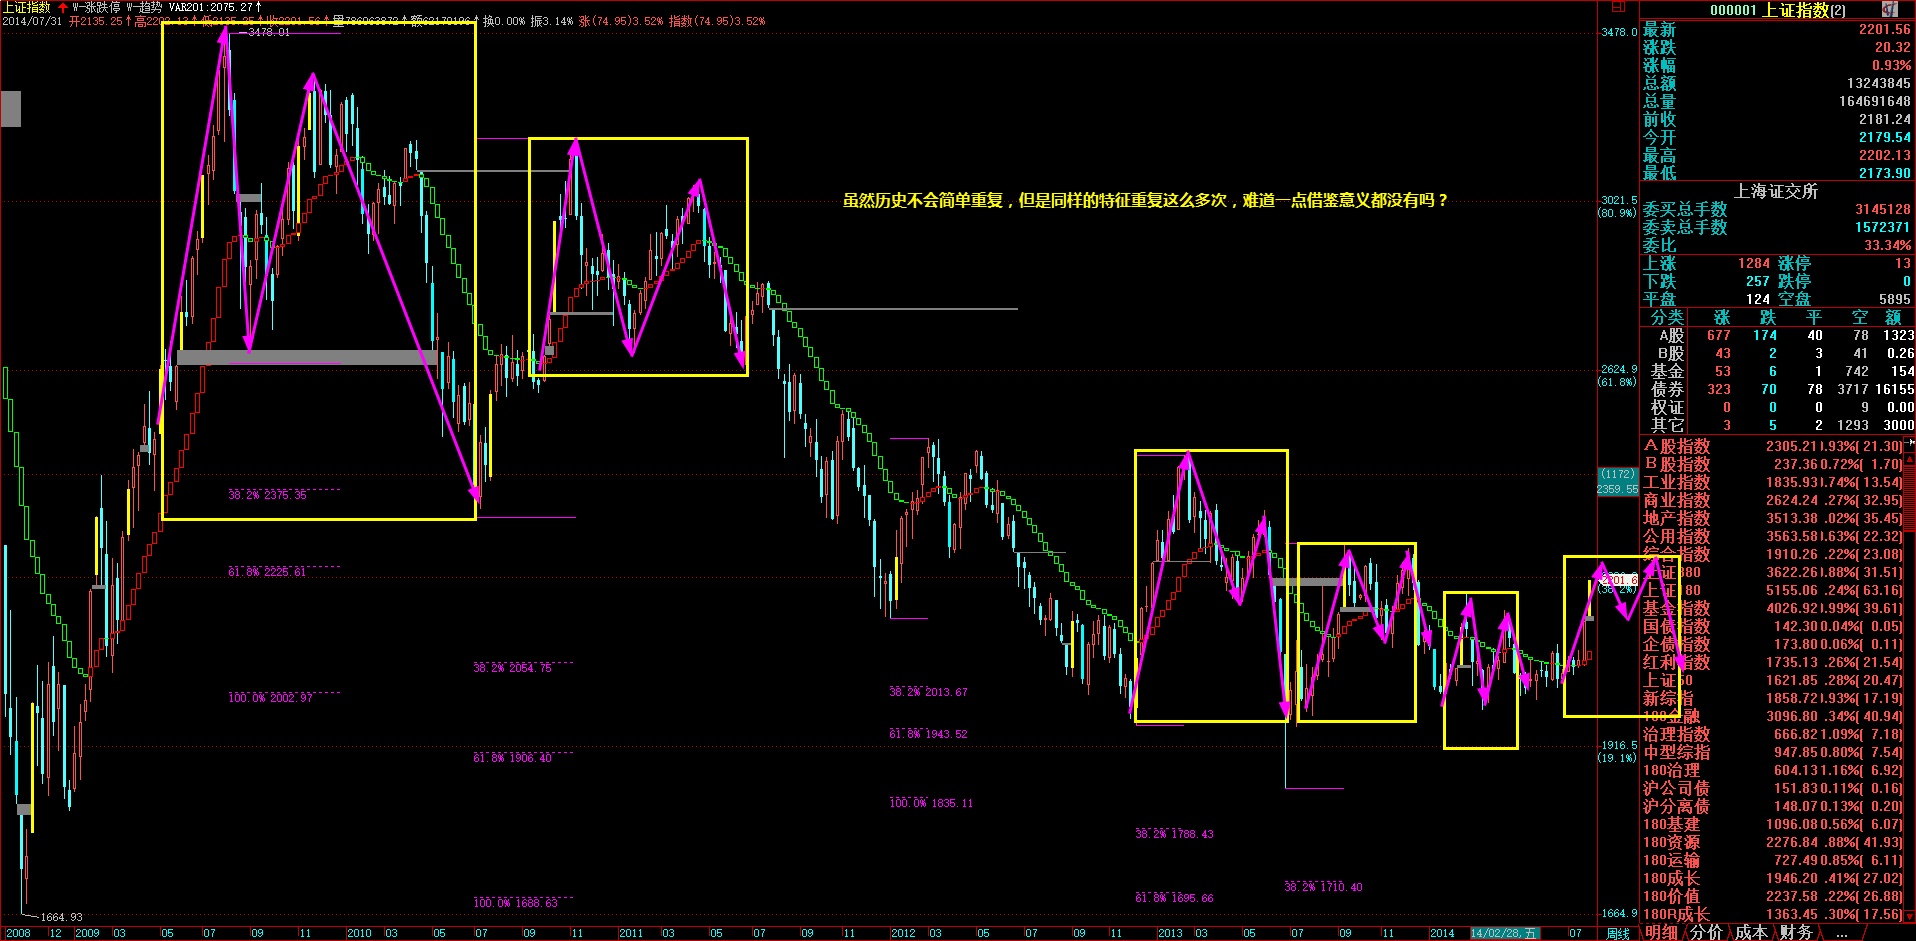 上证指数 W-涨跌停 W-趋势 VAR201:2075.27↑
2014/07/31 开2135.25↑高2202.13↑低2135.25↑收2201.56↑量786963872↑额62170196↑换0.00% 振3.14% 涨(74.95)3.52% 指数(74.95)3.52%
3478.01
虽然历史不会简单重复，但是同样的特征重复这么多次，难道一点借鉴意义都没有吗？
38.2% 2375.35
61.8% 2225.61
100.0% 2002.97
38.2% 2054.75
61.8% 1906.40
100.0% 1688.63
38.2% 2013.67
61.8% 1943.52
100.0% 1835.11
38.2% 1788.43
61.8% 1695.66
38.2% 1710.40
1664.93
日
3478.0
3021.5
(80.9%)
2624.9
(61.8%)
(1172)
2359.55
2201.6
(38.2%)
1916.5
(19.1%)
1664.9
2008 12 2009 03 05 07 09 11 2010 03 05 07 09 11 2011 03 05 07 09 11 2012 03 05 07 09 11 2013 03 05 07 09 11 2014 14/02/28,五 07 周线
000001 上证指数(2)
最新 2201.56
涨跌 20.32
涨幅 0.93%
总额 13243845
总量 164691648
前收 2181.24
今开 2179.54
最高 2202.13
最低 2173.90
上海证交所
委买总手数 3145128
委卖总手数 1572371
委比 33.34%
上涨 1284 涨停 13
下跌 257 跌停 0
平盘 124 空盘 5895
分类 涨 跌 平 空 额
A股 677 174 40 78 1323
B股 43 2 3 41 0.26
基金 53 6 1 742 154
债券 323 70 78 3717 16155
权证 0 0 0 9 0.00
其它 3 5 2 1293 3000
A股指数 2305.21 .93%( 21.30)
B股指数 237.36 0.72%( 1.70)
工业指数 1835.93 .74%( 13.54)
商业指数 2624.24 .27%( 32.95)
地产指数 3513.38 .02%( 35.45)
公用指数 3563.58 .63%( 22.32)
综合指数 1910.26 .22%( 23.08)
上证380 3622.26 .88%( 31.51)
上证180 5155.06 .24%( 63.16)
基金指数 4026.92 .99%( 39.61)
国债指数 142.30 0.04%( 0.05)
企债指数 173.80 0.06%( 0.11)
红利指数 1735.13 .26%( 21.54)
上证50 1621.85 .28%( 20.47)
新综指 1858.72 .93%( 17.19)
180金融 3096.80 .34%( 40.94)
治理指数 666.82 1.09%( 7.18)
中型综指 947.85 0.80%( 7.54)
180治理 604.13 1.16%( 6.92)
沪公司债 151.83 0.11%( 0.16)
沪分离债 148.07 0.13%( 0.20)
180基建 1096.08 0.56%( 6.07)
180资源 2276.84 .88%( 41.93)
180运输 727.49 0.85%( 6.11)
180成长 1946.20 .41%( 27.02)
180价值 2237.58 .22%( 26.88)
180R成长 1363.45 .30%( 17.56)
明细 分价 成本 财务 ...